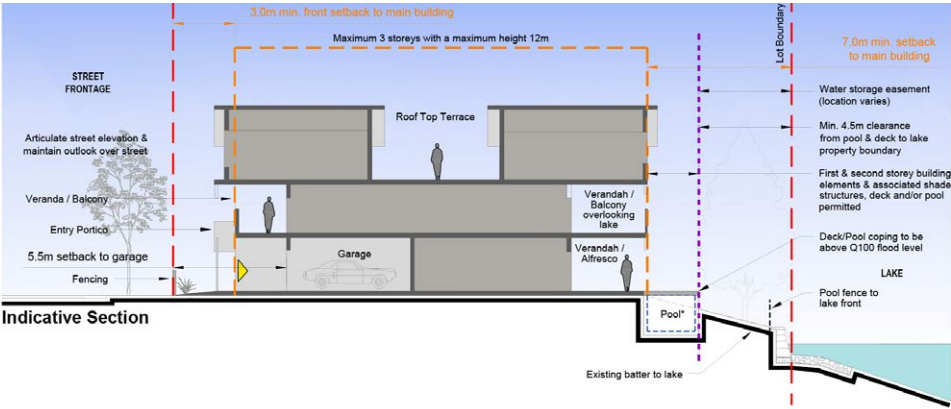 3.0m min. front setback to main building
Maximum 3 storeys with a maximum height 12m
Lot Boundary
7.0m min. setback
to main building
STREET
FRONTAGE
Water storage easement
(location varies)
Roof Top Terrace
Articulate street elevation &
maintain outlook over street
Min. 4.5m clearance
from pool & deck to lake
property boundary
First & second storey building
elements & associated shade
structures, deck and/or pool
permitted
Veranda / Balcony
Verandah /
Balcony
overlooking
lake
Entry Portico
Deck/Pool coping to be
above Q100 flood level
5.5m setback to garage
Garage
Verandah /
Alfresco
LAKE
Fencing
Pool fence to
lake front
Indicative Section
Pool*
Existing batter to lake